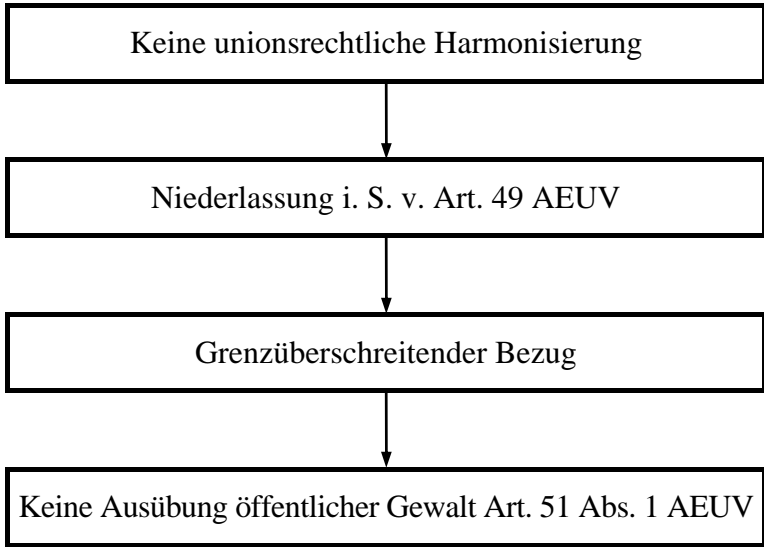 Keine unionsrechtliche Harmonisierung
Niederlassung i. S. v. Art. 49 AEUV
Grenzüberschreitender Bezug
Keine Ausübung öffentlicher Gewalt Art. 51 Abs. 1 AEUV